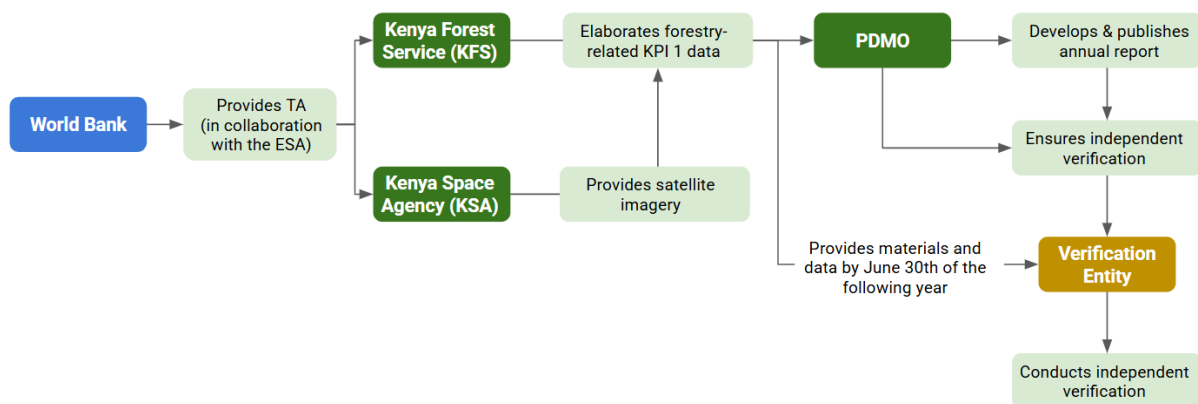 World Bank
Provides TA
(in collaboration
with the ESA)
Kenya Forest
Service (KFS)
Kenya Space
Agency (KSA)
Elaborates forestry-
related KPI 1 data
Provides satellite
imagery
PDMO
Provides materials and
data by June 30th of the
following year
Develops & publishes
annual report
Ensures independent
verification
Verification
Entity
Conducts independent
verification